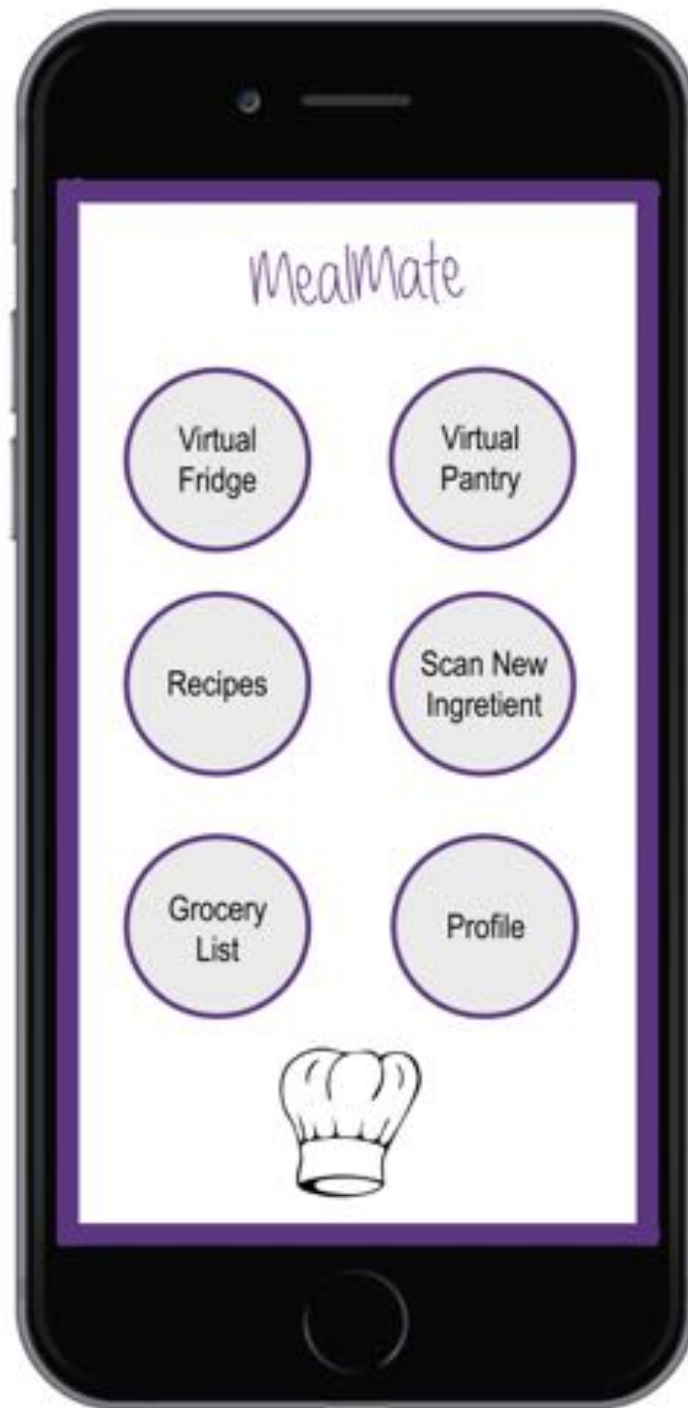 MealMate
Virtual
Fridge
Virtual
Pantry
Recipes
Scan New
Ingretient
Grocery
List
Profile